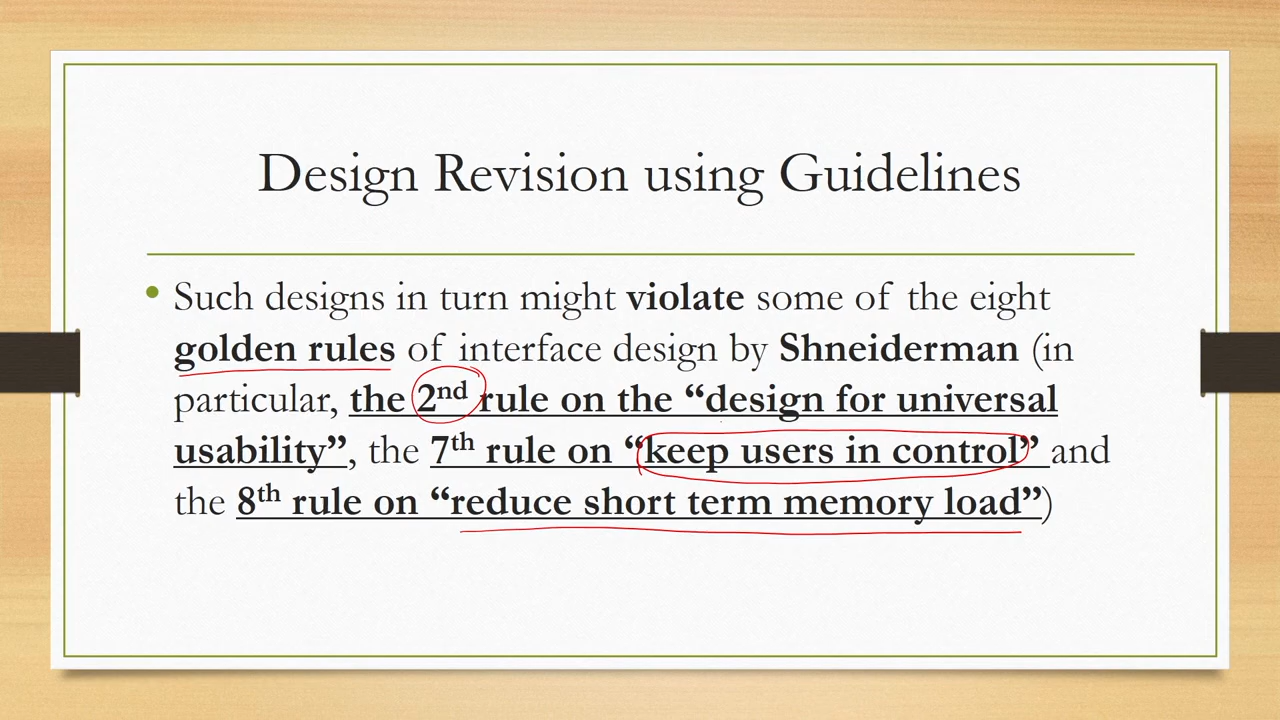 Design Revision using Guidelines
• Such designs in turn might violate some of the eight
golden rules of interface design by Shneiderman (in
particular, the 2nd rule on the “design for universal
usability”, the 7th rule on “keep users in control” and
the 8th rule on “reduce short term memory load”)